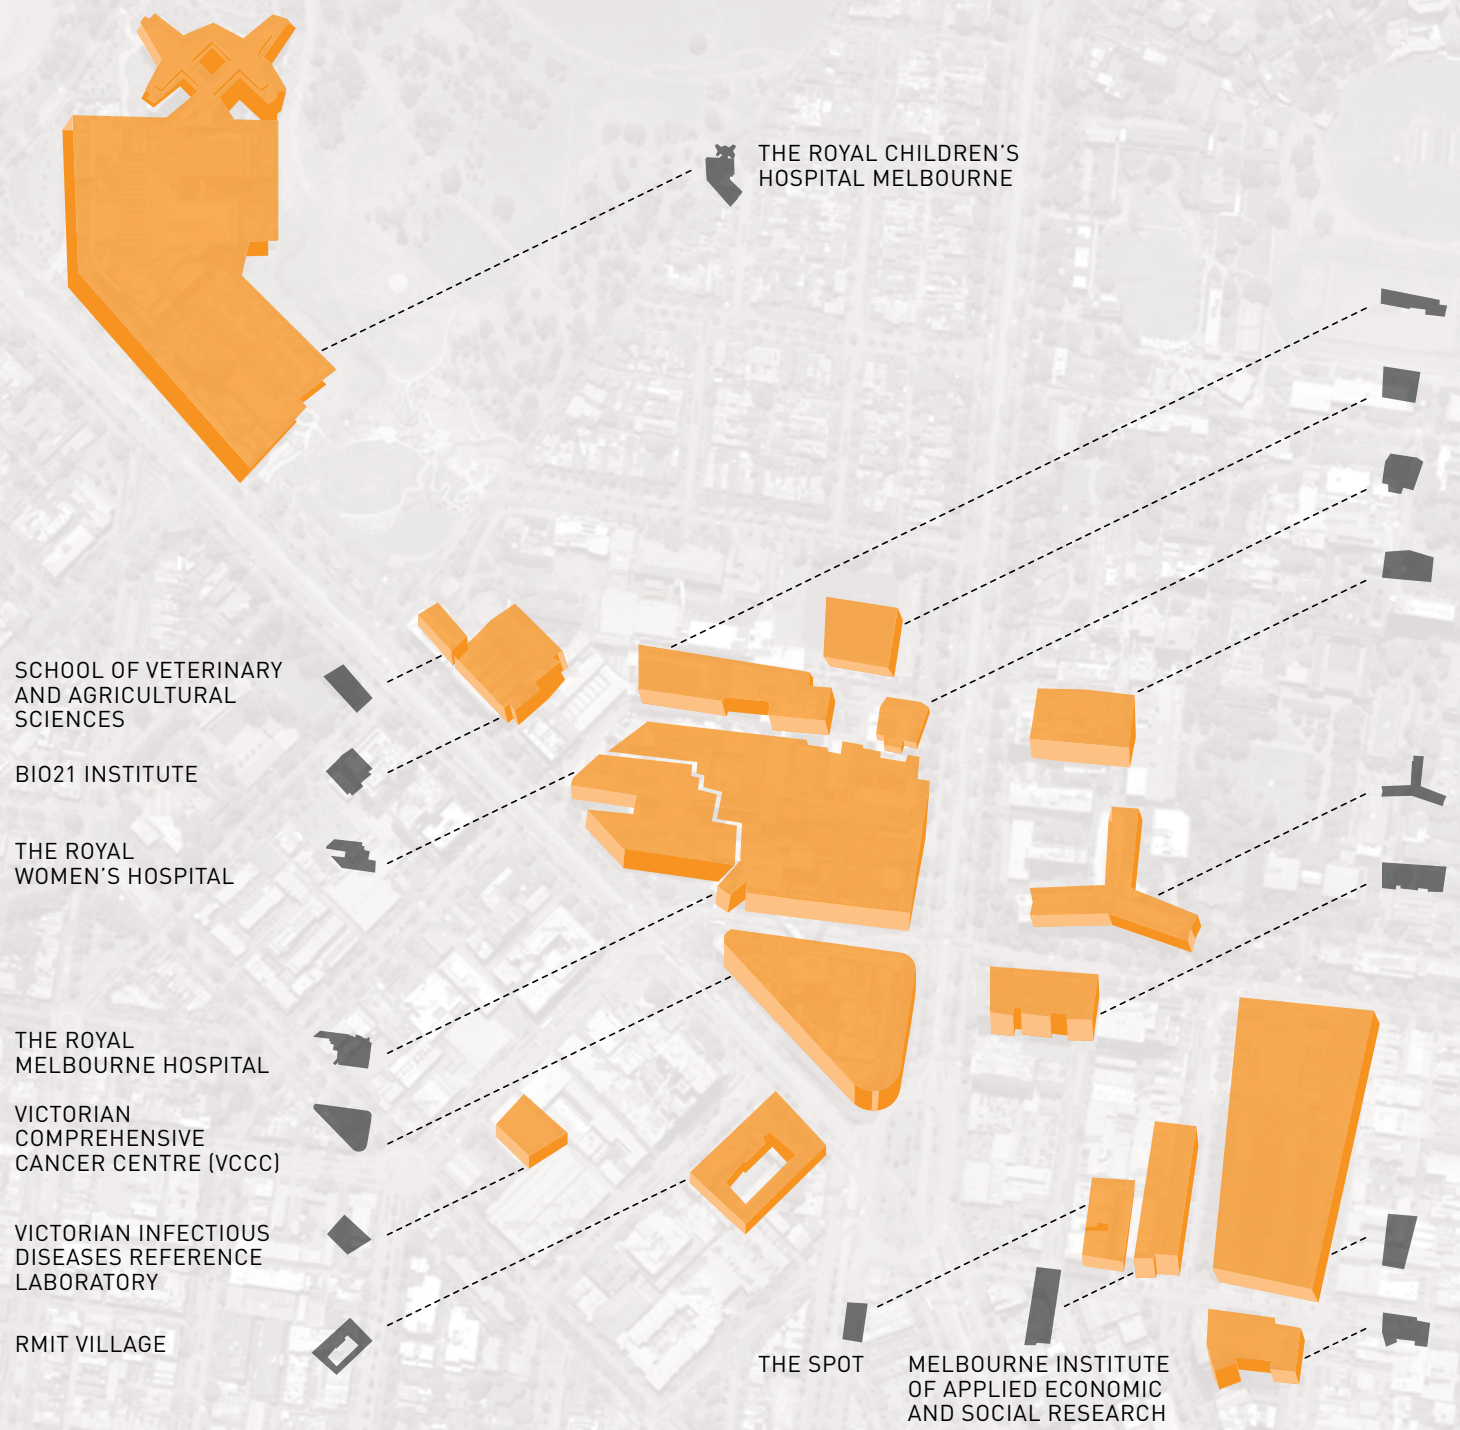 THE ROYAL CHILDREN'S
HOSPITAL MELBOURNE
SCHOOL OF VETERINARY
AND AGRICULTURAL
SCIENCES
BIO21 INSTITUTE
THE ROYAL
WOMEN'S HOSPITAL
THE ROYAL
MELBOURNE HOSPITAL
VICTORIAN
COMPREHENSIVE
CANCER CENTRE (VCCC)
VICTORIAN INFECTIOUS
DISEASES REFERENCE
LABORATORY
RMIT VILLAGE
THE SPOT
MELBOURNE INSTITUTE
OF APPLIED ECONOMIC
AND SOCIAL RESEARCH